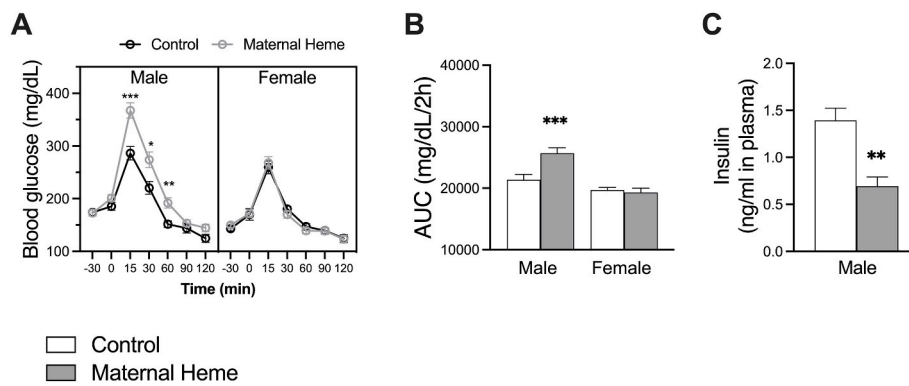 A
Control
Maternal Heme
Male
Female
Blood glucose (mg/dL)
400
300
200
100
***
*
**
-30 0 15 30 60 90 120
-30 0 15 30 60 90 120
Time (min)
B
AUC (mg/dL/2h)
40000
30000
20000
10000
***
Male
Female
C
Insulin
(ng/ml in plasma)
2.0
1.5
1.0
0.5
0.0
**
Male
Control
Maternal Heme